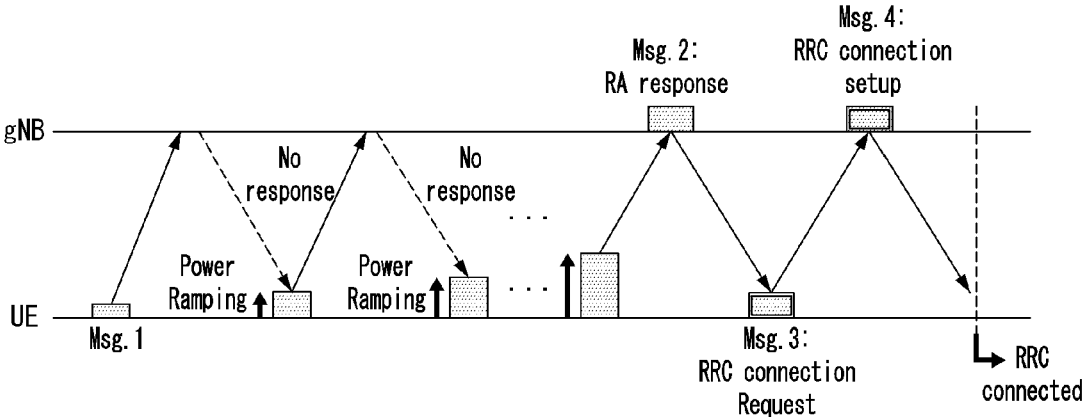 Msg. 2:
RA response
Msg. 4:
RRC connection
setup
gNB
No
response
No
response
. . .
Power
Ramping
Power
Ramping
. . .
UE
Msg. 1
Msg. 3:
RRC connection
Request
RRC
connected